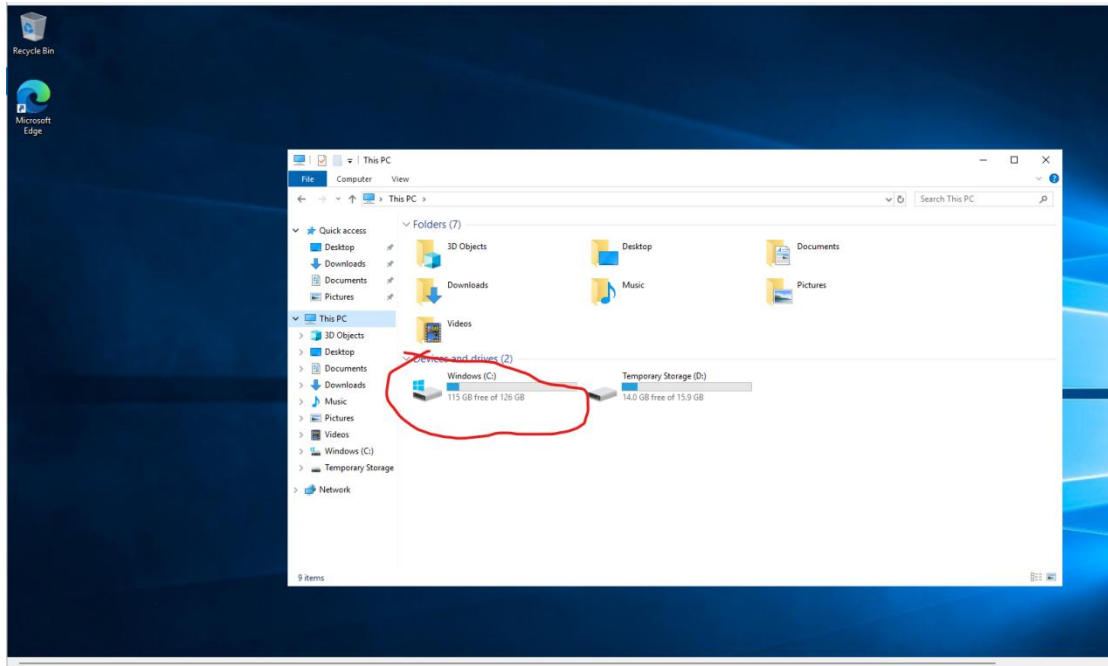 Recycle Bin
Microsoft
Edge
This PC
File Computer View
This PC
Search This PC
Quick access
Desktop
Downloads
Documents
Pictures
This PC
3D Objects
Desktop
Documents
Downloads
Music
Pictures
Videos
Windows (C:)
Temporary Storage
Network
Folders (7)
3D Objects Desktop Documents
Downloads Music Pictures
Videos
Devices and drives (2)
Windows (C:) Temporary Storage (D:)
115 GB free of 126 GB 14.0 GB free of 15.9 GB
9 items